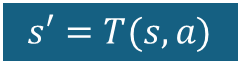 s′ = T(s, a)